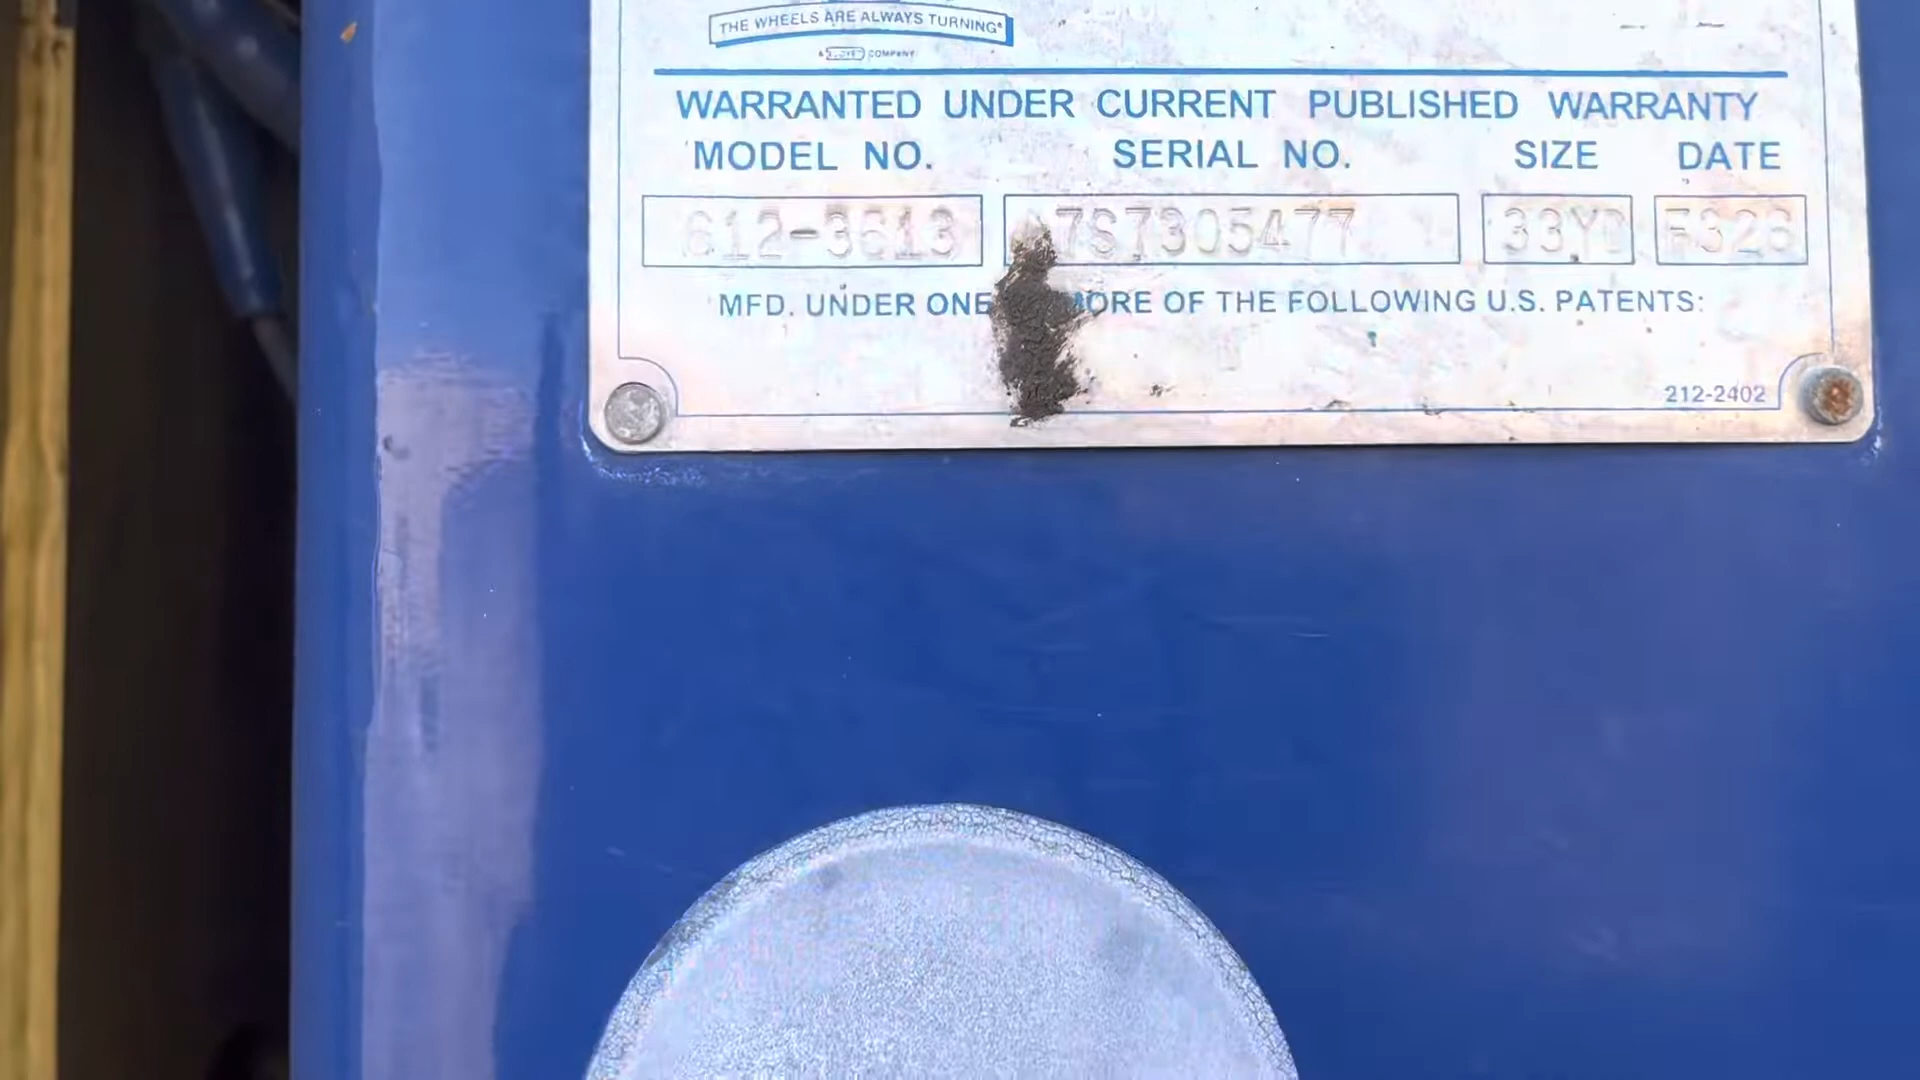 THE WHEELS ARE ALWAYS TURNING®
COMPANY
WARRANTED UNDER CURRENT PUBLISHED WARRANTY
MODEL NO. SERIAL NO. SIZE DATE
612-3613 7S7305477 33YD F326
MFD. UNDER ONE MORE OF THE FOLLOWING U.S. PATENTS:
212-2402